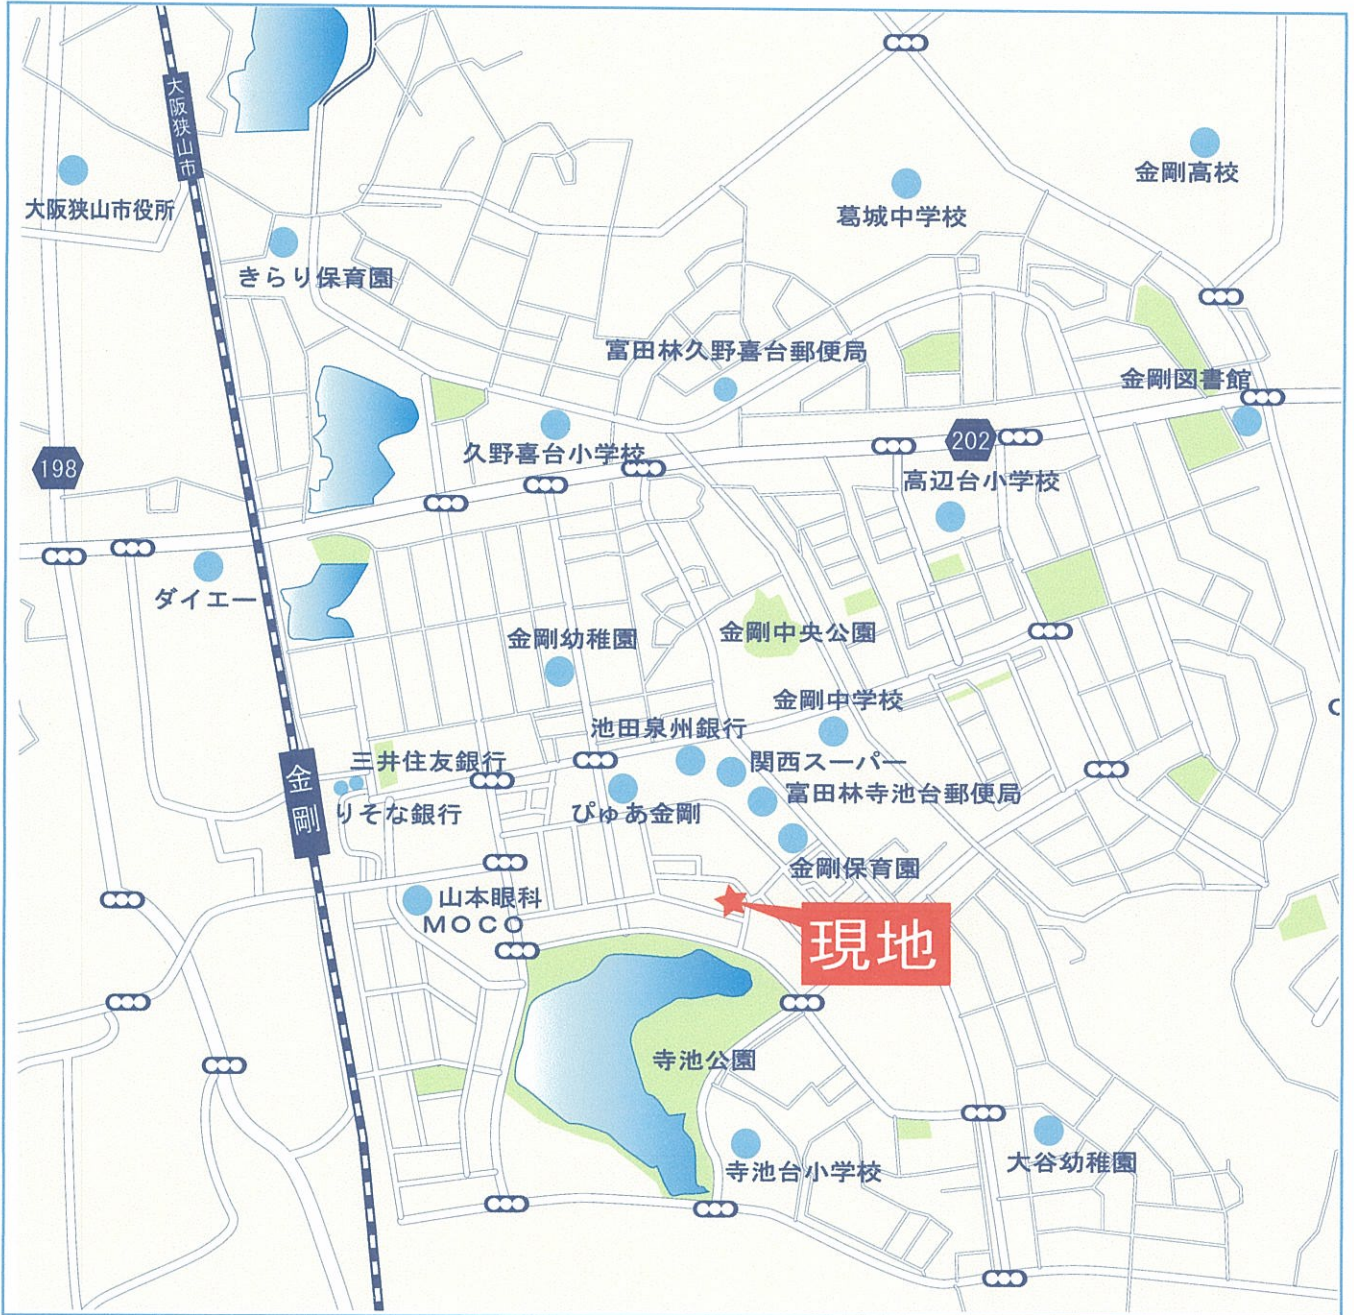 大阪狭山市
金剛高校
大阪狭山市役所
葛城中学校
きらり保育園
富田林久野喜台郵便局
金剛図書館
久野喜台小学校
202
198
高辺台小学校
ダイエー
金剛幼稚園
金剛中央公園
金剛中学校
池田泉州銀行
三井住友銀行
関西スーパー
金剛
りそな銀行
ぴゅあ金剛
富田林寺池台郵便局
金剛保育園
山本眼科
MOCO
現地
寺池公園
寺池台小学校
大谷幼稚園